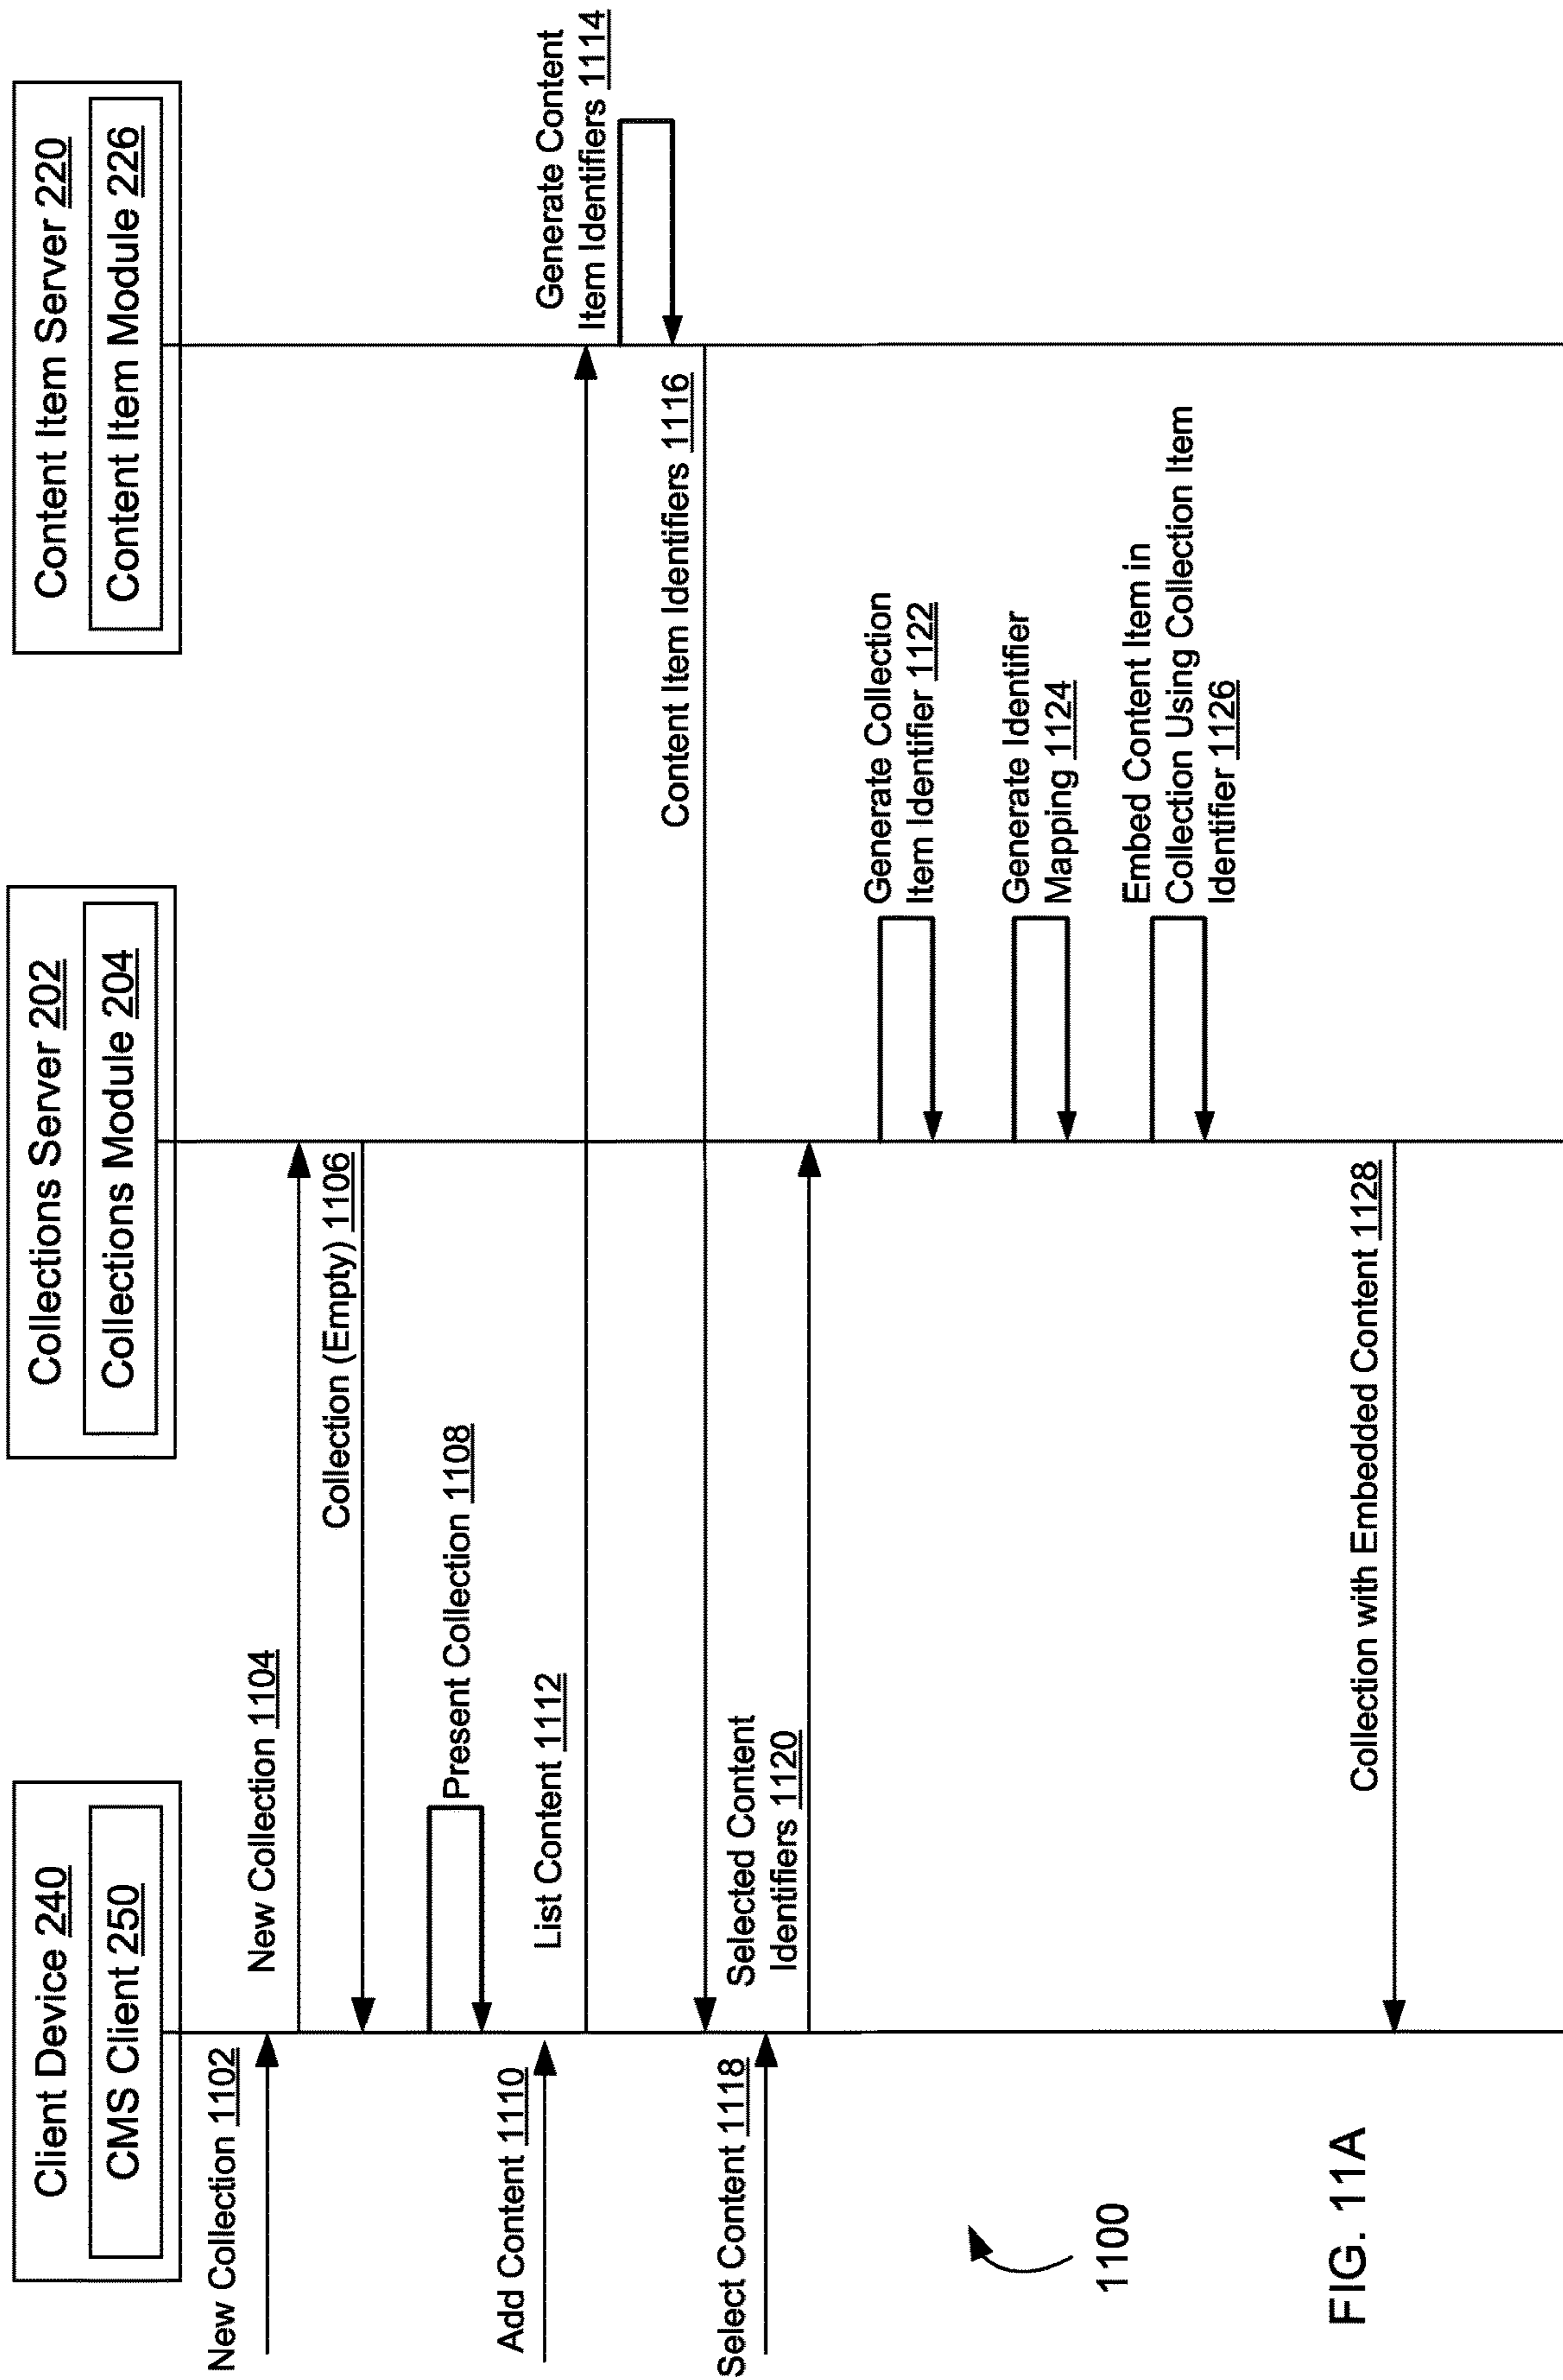 Client Device 240
CMS Client 250
Collections Server 202
Collections Module 204
Content Item Server 220
Content Item Module 226
New Collection 1102
New Collection 1104
Collection (Empty) 1106
Present Collection 1108
Add Content 1110
List Content 1112
Generate Content
Item Identifiers 1114
Content Item Identifiers 1116
Select Content 1118
Selected Content
Identifiers 1120
Generate Collection
Item Identifier 1122
Generate Identifier
Mapping 1124
Embed Content Item in
Collection Using Collection Item
Identifier 1126
Collection with Embedded Content 1128
1100
FIG. 11A